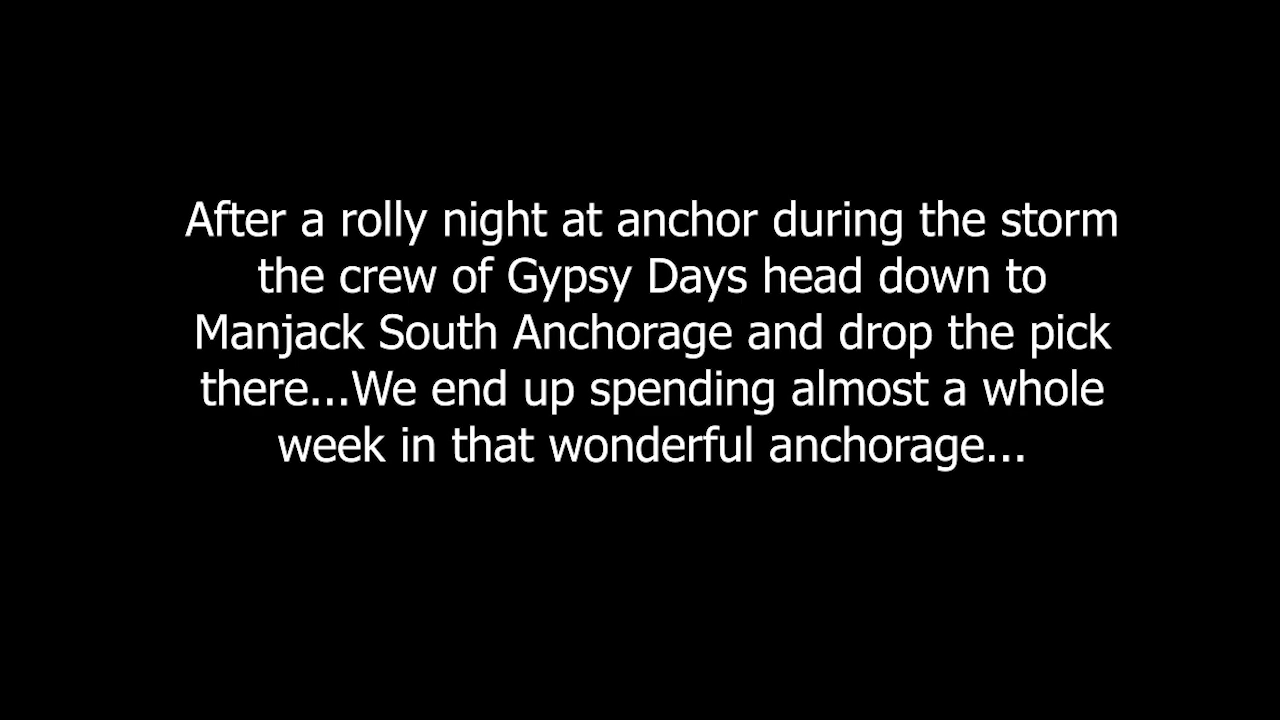 After a rolly night at anchor during the storm
the crew of Gypsy Days head down to
Manjack South Anchorage and drop the pick
there...We end up spending almost a whole
week in that wonderful anchorage...